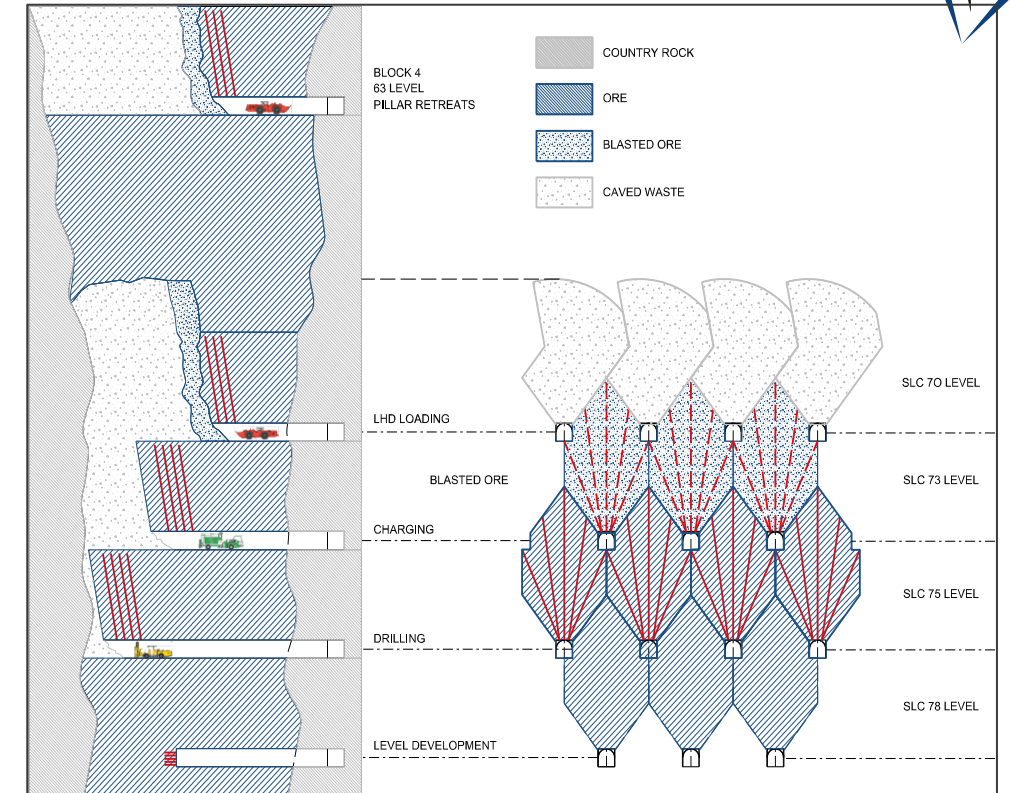 BLOCK 4
63 LEVEL
PILLAR RETREATS
COUNTRY ROCK
ORE
BLASTED ORE
CAVED WASTE
SLC 7O LEVEL
LHD LOADING
BLASTED ORE
SLC 73 LEVEL
CHARGING
SLC 75 LEVEL
DRILLING
SLC 78 LEVEL
LEVEL DEVELOPMENT